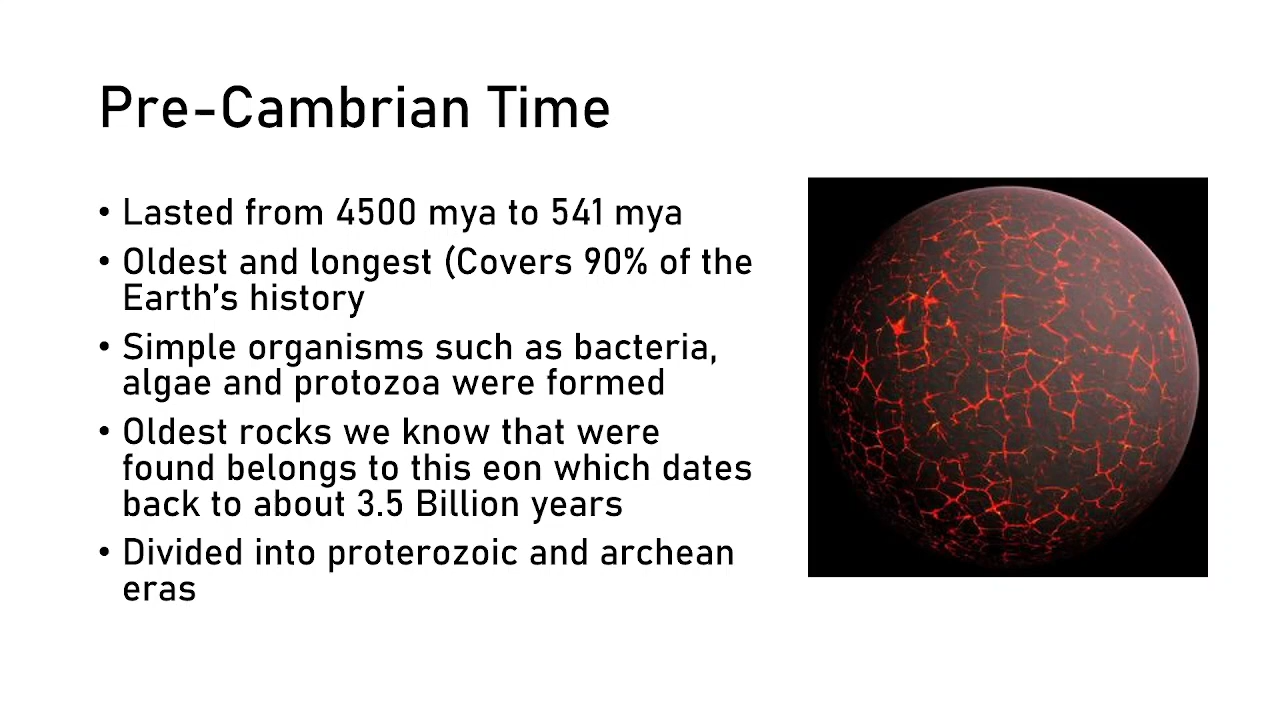 Pre-Cambrian Time
• Lasted from 4500 mya to 541 mya
• Oldest and longest (Covers 90% of the
Earth's history
• Simple organisms such as bacteria,
algae and protozoa were formed
• Oldest rocks we know that were
found belongs to this eon which dates
back to about 3.5 Billion years
• Divided into proterozoic and archean
eras